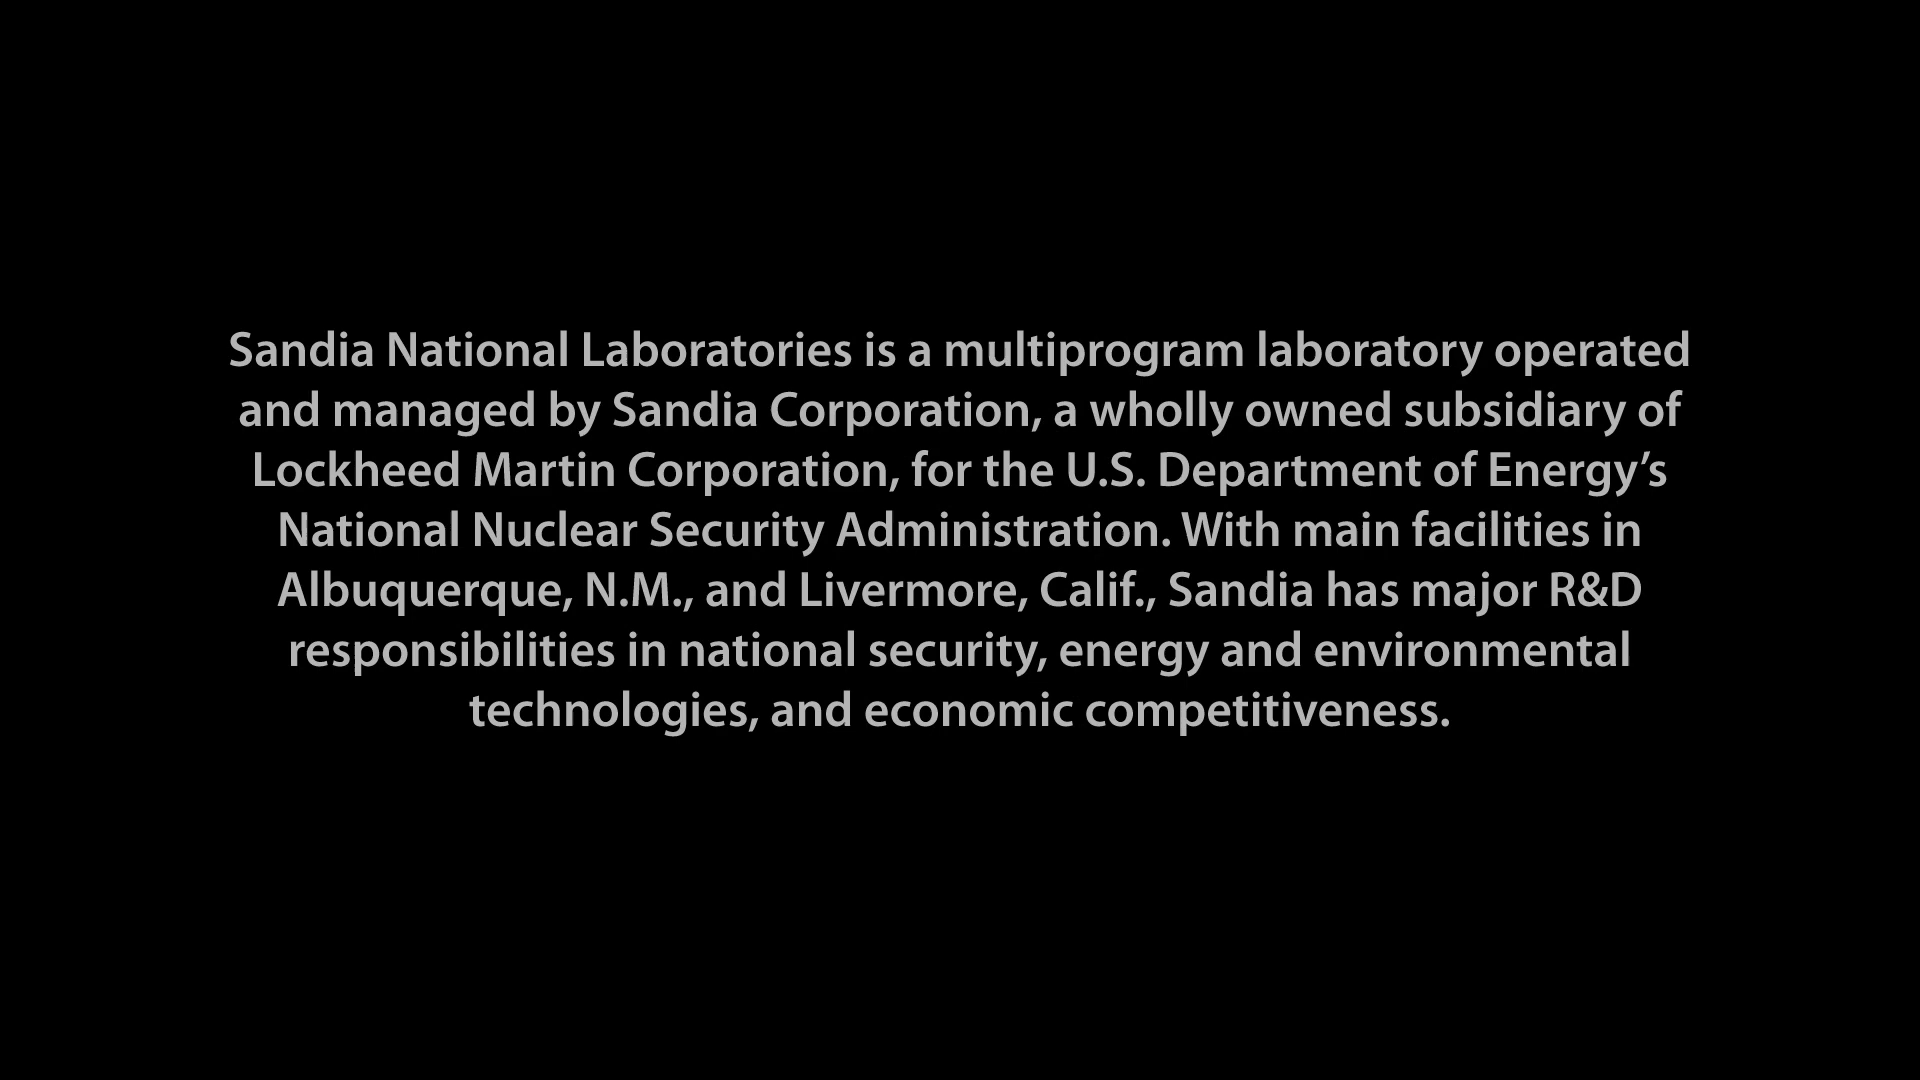 Sandia National Laboratories is a multiprogram laboratory operated
and managed by Sandia Corporation, a wholly owned subsidiary of
Lockheed Martin Corporation, for the U.S. Department of Energy’s
National Nuclear Security Administration. With main facilities in
Albuquerque, N.M., and Livermore, Calif., Sandia has major R&D
responsibilities in national security, energy and environmental
technologies, and economic competitiveness.